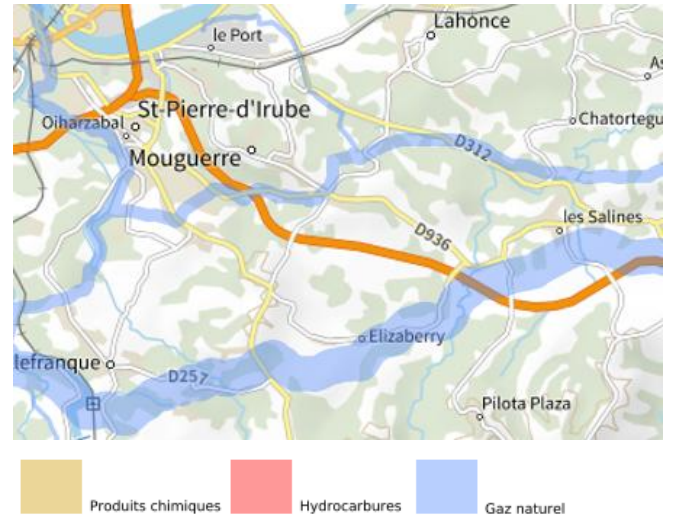 Lahonce
le Port
As
St-Pierre-d'Irube
Oiharzabal
Chatortegu
D312
Mouguerre
les Salines
D936
Elizaberry
lefranque
D257
Pilota Plaza
Produits chimiques
Hydrocarbures
Gaz naturel